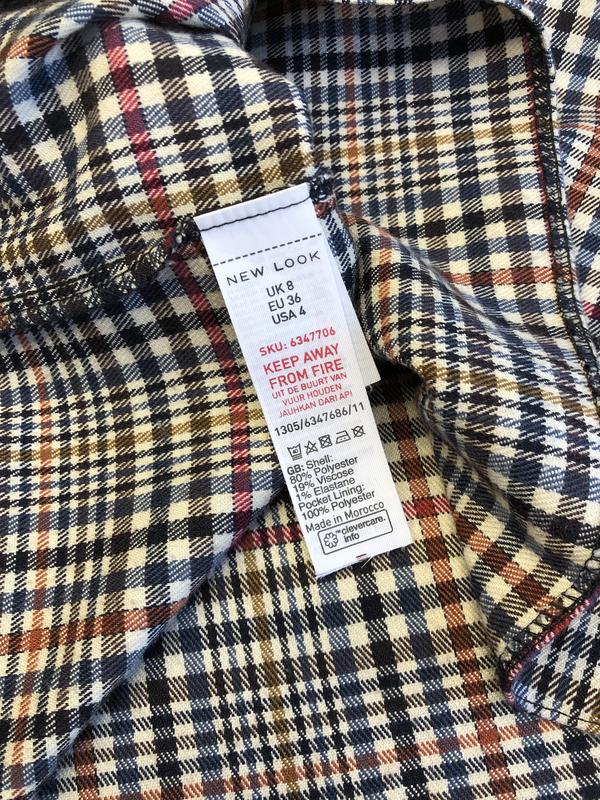 NEW LOOK
UK 8
EU 36
USA 4
SKU: 6347706
KEEP AWAY
FROM FIRE
UIT DE BUURT VAN
VUUR HOUDEN
JAUHKAN DARI API
1305/6347686/11
GB: Shell:
80% Polyester
19% Viscose
1% Elastane
Pocket Lining:
100% Polyester
Made in Morocco
clevercare.
info